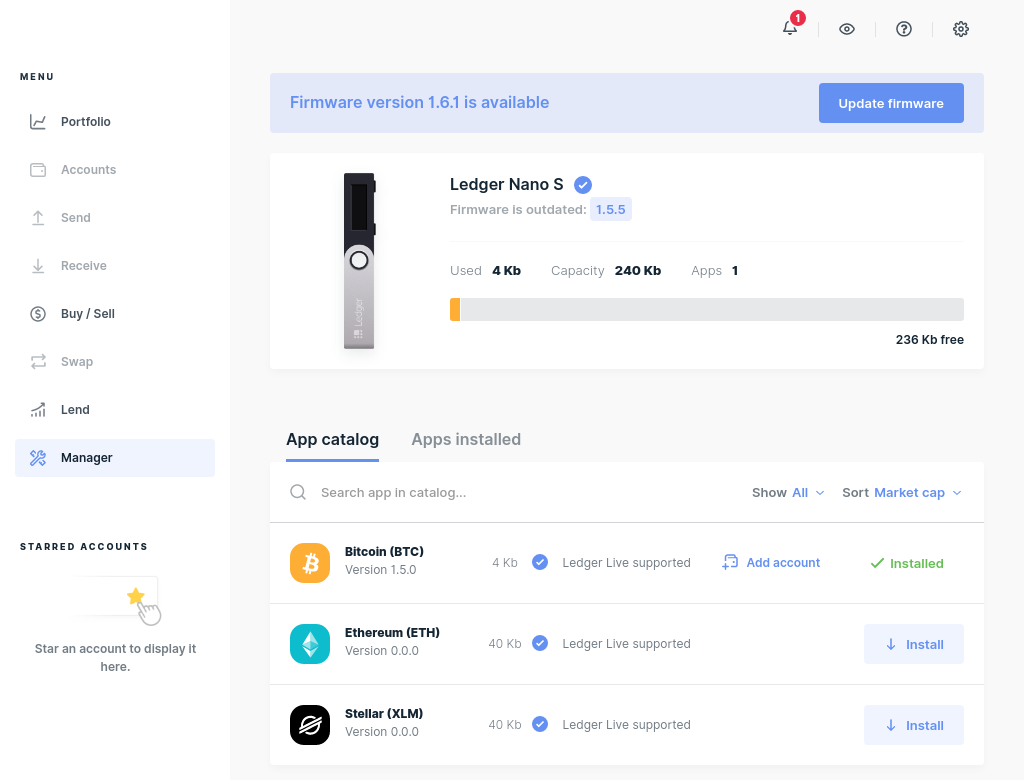 1
MENU
Portfolio
Accounts
Send
Receive
Buy / Sell
Swap
Lend
Manager
STARRED ACCOUNTS
Star an account to display it
here.
Firmware version 1.6.1 is available
Update firmware
Ledger
Ledger Nano S
Firmware is outdated: 1.5.5
Used 4 Kb Capacity 240 Kb Apps 1
236 Kb free
App catalog Apps installed
Search app in catalog... Show All Sort Market cap
Bitcoin (BTC)
Version 1.5.0
4 Kb Ledger Live supported Add account Installed
Ethereum (ETH)
Version 0.0.0
40 Kb Ledger Live supported Install
Stellar (XLM)
Version 0.0.0
40 Kb Ledger Live supported Install